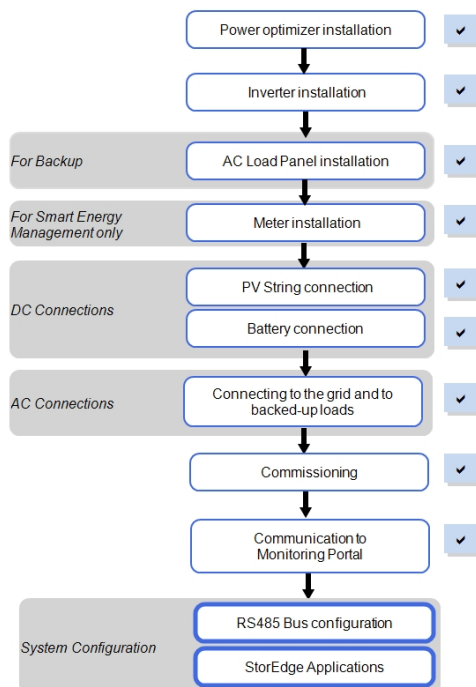 Power optimizer installation
Inverter installation
For Backup
AC Load Panel installation
For Smart Energy
Management only
Meter installation
DC Connections
PV String connection
Battery connection
AC Connections
Connecting to the grid and to
backed-up loads
Commissioning
Communication to
Monitoring Portal
System Configuration
RS485 Bus configuration
StorEdge Applications